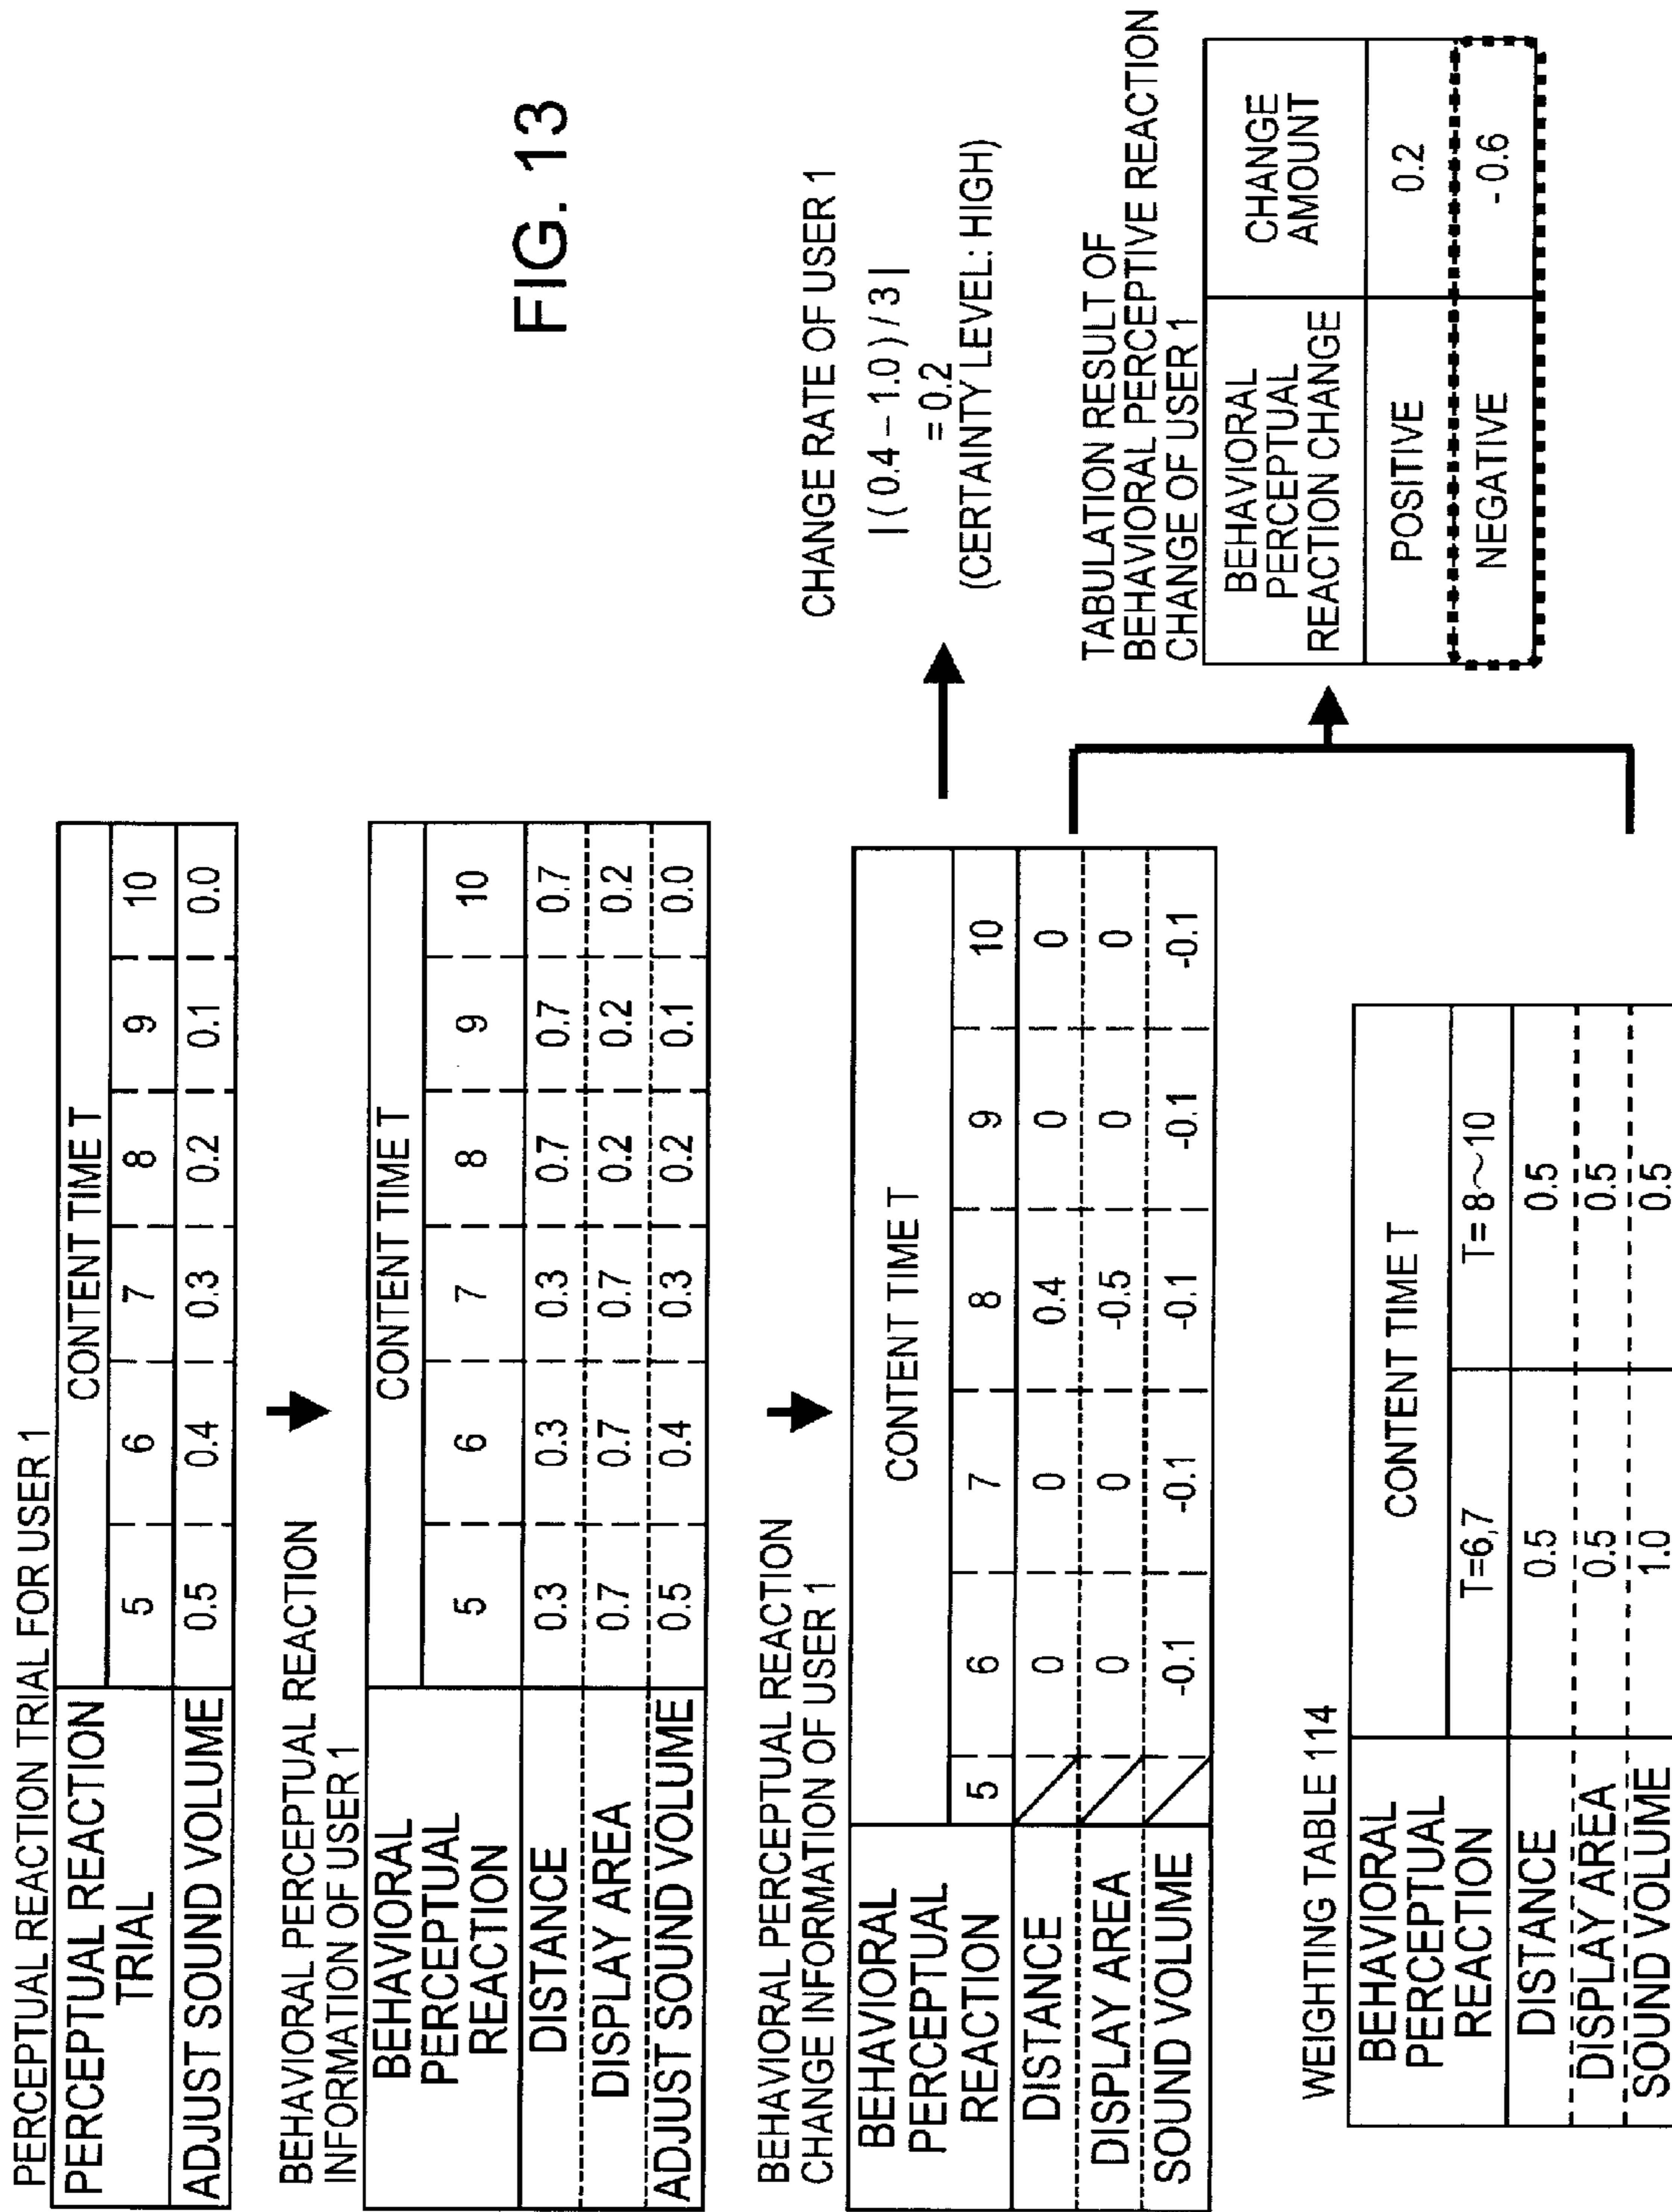 FIG. 13
PERCEPTUAL REACTION TRIAL FOR USER 1
PERCEPTUAL REACTION
TRIAL
CONTENT TIME T
5 6 7 8 9 10
ADJUST SOUND VOLUME 0.5 0.4 0.3 0.2 0.1 0.0
BEHAVIORAL PERCEPTUAL REACTION
INFORMATION OF USER 1
BEHAVIORAL
PERCEPTUAL
REACTION
CONTENT TIME T
5 6 7 8 9 10
DISTANCE 0.3 0.3 0.3 0.7 0.7 0.7
DISPLAY AREA 0.7 0.7 0.7 0.2 0.2 0.2
ADJUST SOUND VOLUME 0.5 0.4 0.3 0.2 0.1 0.0
BEHAVIORAL PERCEPTUAL REACTION
CHANGE INFORMATION OF USER 1
BEHAVIORAL
PERCEPTUAL
REACTION
CONTENT TIME T
5 6 7 8 9 10
DISTANCE 0 0 0.4 0 0
DISPLAY AREA 0 0 -0.5 0 0
SOUND VOLUME -0.1 -0.1 -0.1 -0.1 -0.1
CHANGE RATE OF USER 1
| ( 0.4 – 1.0 ) / 3 |
= 0.2
(CERTAINTY LEVEL: HIGH)
TABULATION RESULT OF
BEHAVIORAL PERCEPTIVE REACTION
CHANGE OF USER 1
BEHAVIORAL
PERCEPTUAL
REACTION CHANGE
CHANGE
AMOUNT
POSITIVE 0.2
NEGATIVE - 0.6
WEIGHTING TABLE 114
BEHAVIORAL
PERCEPTUAL
REACTION
CONTENT TIME T
T=6,7 T= 8～10
DISTANCE 0.5 0.5
DISPLAY AREA 0.5 0.5
SOUND VOLUME 1.0 0.5